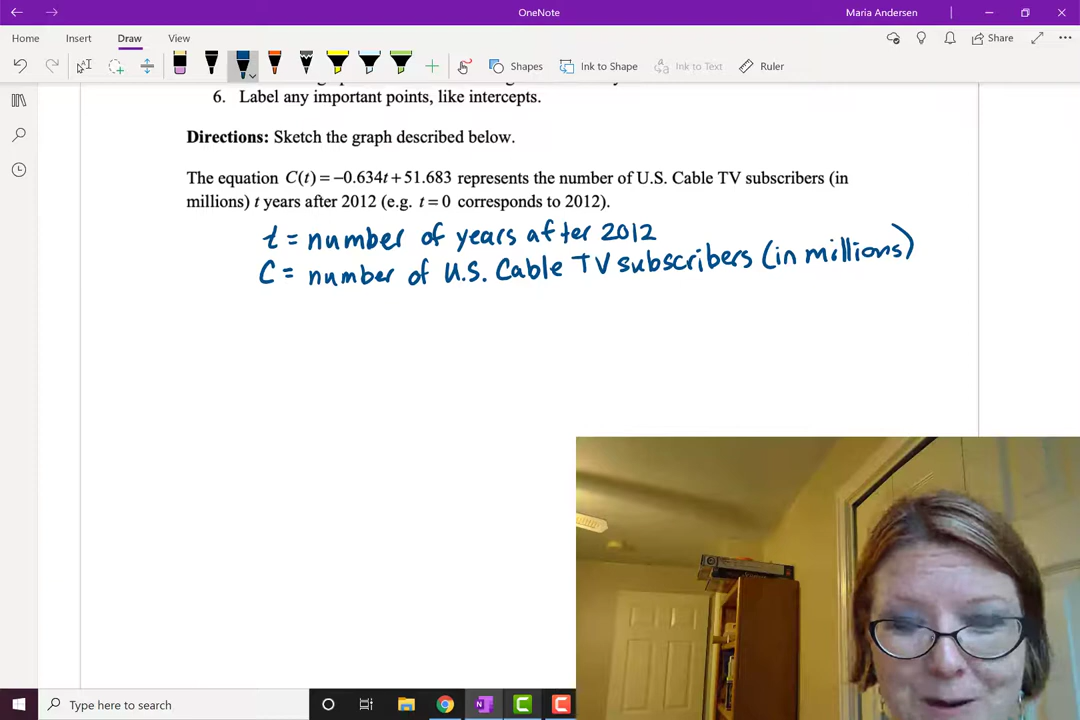 OneNote
Maria Andersen
Home Insert Draw View
Share
Shapes Ink to Shape Ink to Text Ruler
6. Label any important points, like intercepts.
Directions: Sketch the graph described below.
The equation C(t) = −0.634t + 51.683 represents the number of U.S. Cable TV subscribers (in
millions) t years after 2012 (e.g. t = 0 corresponds to 2012).
t = number of years after 2012
C = number of U.S. Cable TV subscribers (in millions)
Type here to search